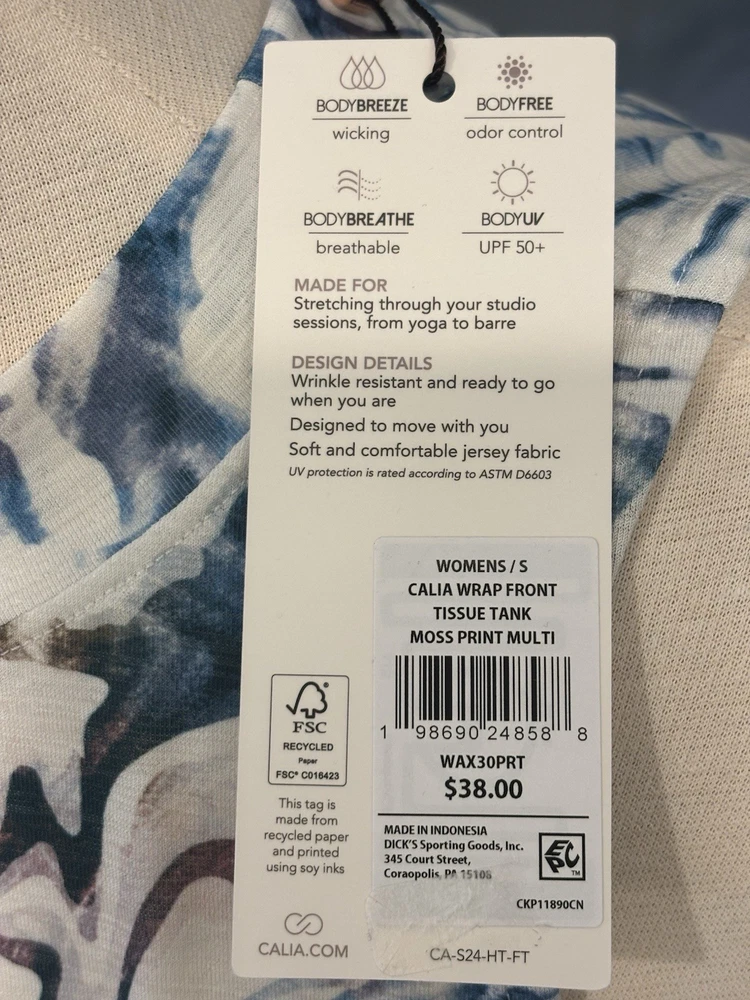 BODYBREEZE
wicking
BODYFREE
odor control
BODYBREATHE
breathable
BODYUV
UPF 50+
MADE FOR
Stretching through your studio
sessions, from yoga to barre
DESIGN DETAILS
Wrinkle resistant and ready to go
when you are
Designed to move with you
Soft and comfortable jersey fabric
UV protection is rated according to ASTM D6603
WOMENS / S
CALIA WRAP FRONT
TISSUE TANK
MOSS PRINT MULTI
1 98690 24858 8
WAX30PRT
$38.00
MADE IN INDONESIA
DICK'S Sporting Goods, Inc.
345 Court Street,
Coraopolis, PA 15108
EPC
TM
CKP11890CN
FSC
RECYCLED
Paper
FSC® C016423
This tag is
made from
recycled paper
and printed
using soy inks
CALIA.COM
CA-S24-HT-FT